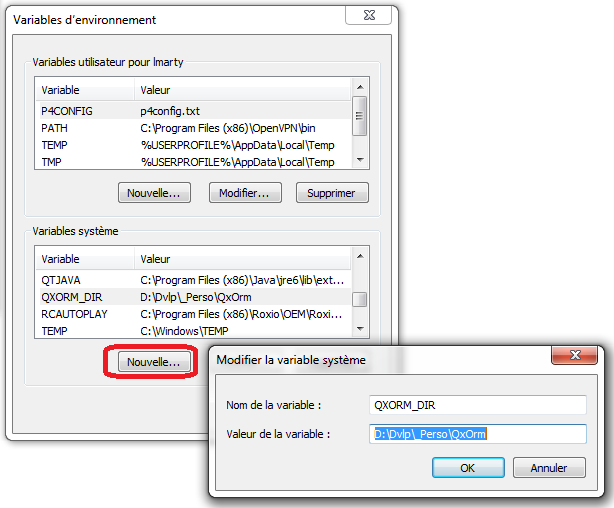 Variables d'environnement
Variables utilisateur pour lmarty
Variable Valeur
P4CONFIG p4config.txt
PATH C:\Program Files (x86)\OpenVPN\bin
TEMP %USERPROFILE%\AppData\Local\Temp
TMP %USERPROFILE%\AppData\Local\Temp
Nouvelle... Modifier... Supprimer
Variables système
Variable Valeur
QTJAVA C:\Program Files (x86)\Java\jre6\lib\ext...
QXORM_DIR D:\Dvlp\_Perso\QxOrm
RCAUTOPLAY C:\Program Files (x86)\Roxio\OEM\Roxi...
TEMP C:\Windows\TEMP
Nouvelle...
Modifier la variable système
Nom de la variable : QXORM_DIR
Valeur de la variable : D:\Dvlp\_Perso\QxOrm
OK Annuler